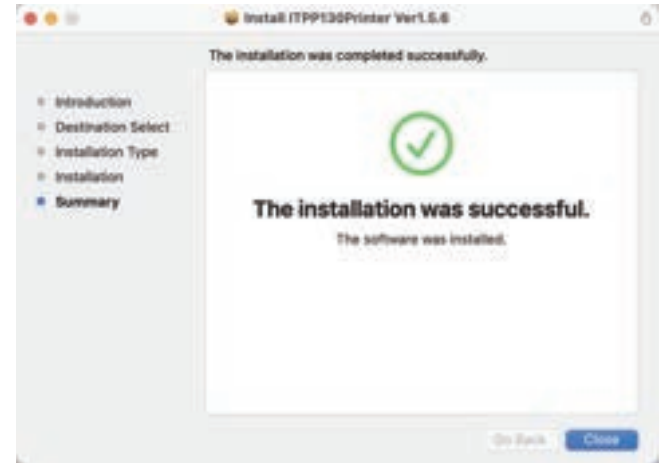 Install ITPP130Printer Ver1.5.6
The installation was completed successfully.
Introduction
Destination Select
Installation Type
Installation
Summary
The installation was successful.
The software was installed.
Go Back
Close